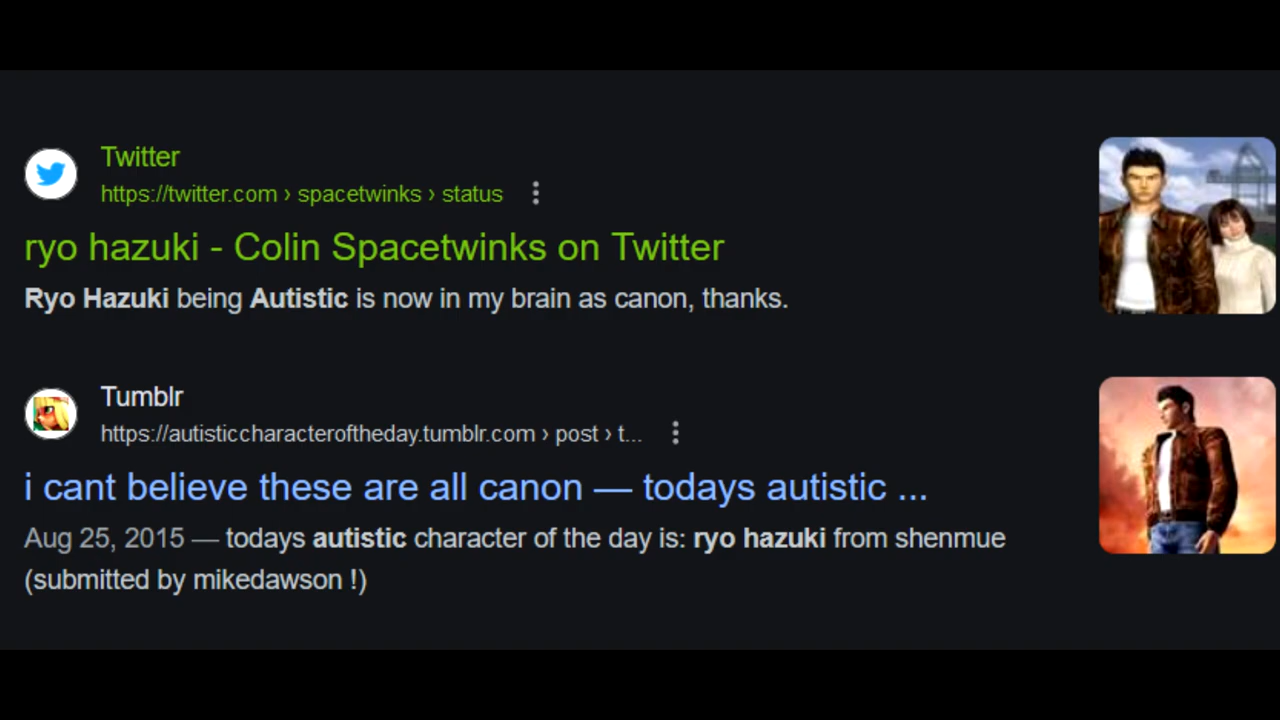 Twitter
https://twitter.com › spacetwinks › status
ryo hazuki - Colin Spacetwinks on Twitter
Ryo Hazuki being Autistic is now in my brain as canon, thanks.
Tumblr
https://autisticcharacteroftheday.tumblr.com › post › t...
i cant believe these are all canon — todays autistic ...
Aug 25, 2015 — todays autistic character of the day is: ryo hazuki from shenmue
(submitted by mikedawson !)